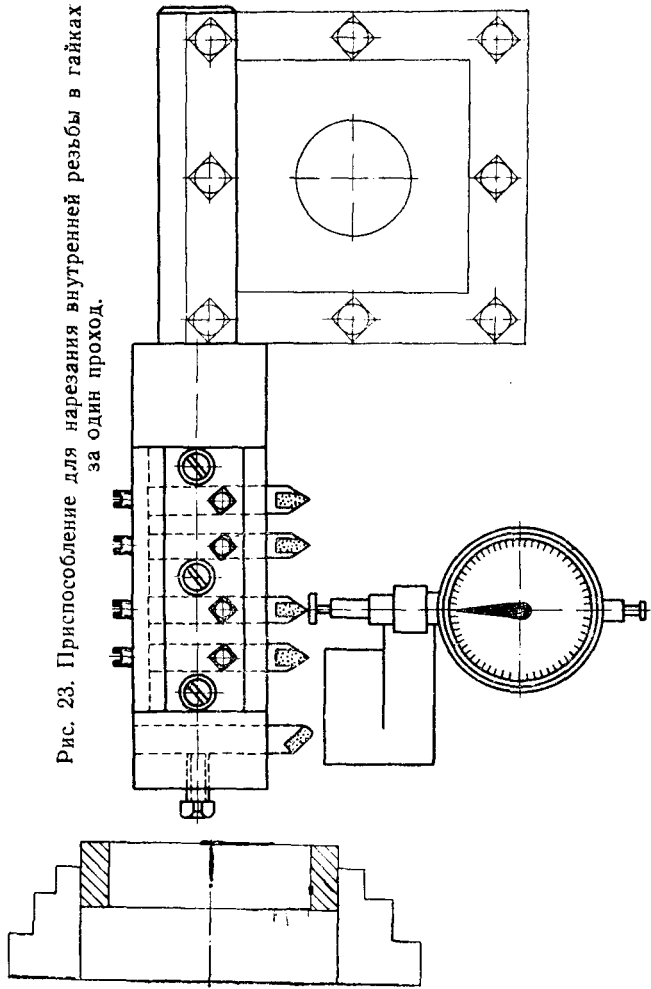 Рис. 23. Приспособление для нарезания внутренней резьбы в гайках
за один проход.